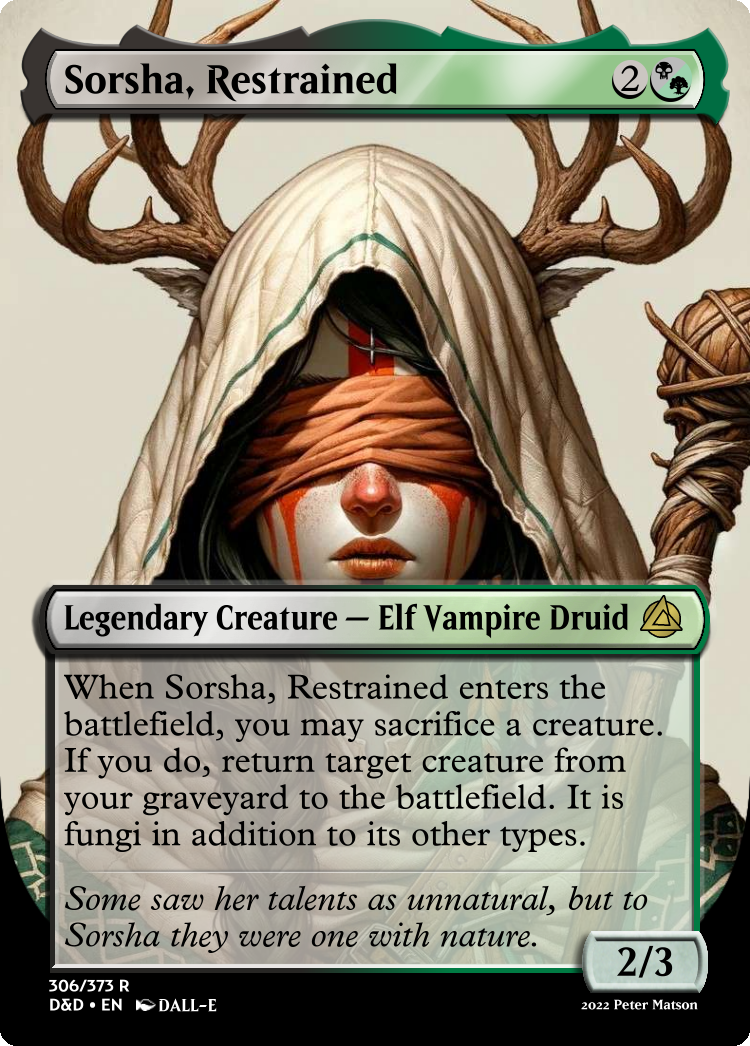 Sorsha, Restrained 2
Legendary Creature — Elf Vampire Druid
When Sorsha, Restrained enters the
battlefield, you may sacrifice a creature.
If you do, return target creature from
your graveyard to the battlefield. It is
fungi in addition to its other types.
Some saw her talents as unnatural, but to
Sorsha they were one with nature.
2/3
306/373 R
D&D • EN DALL-E
2022 Peter Matson